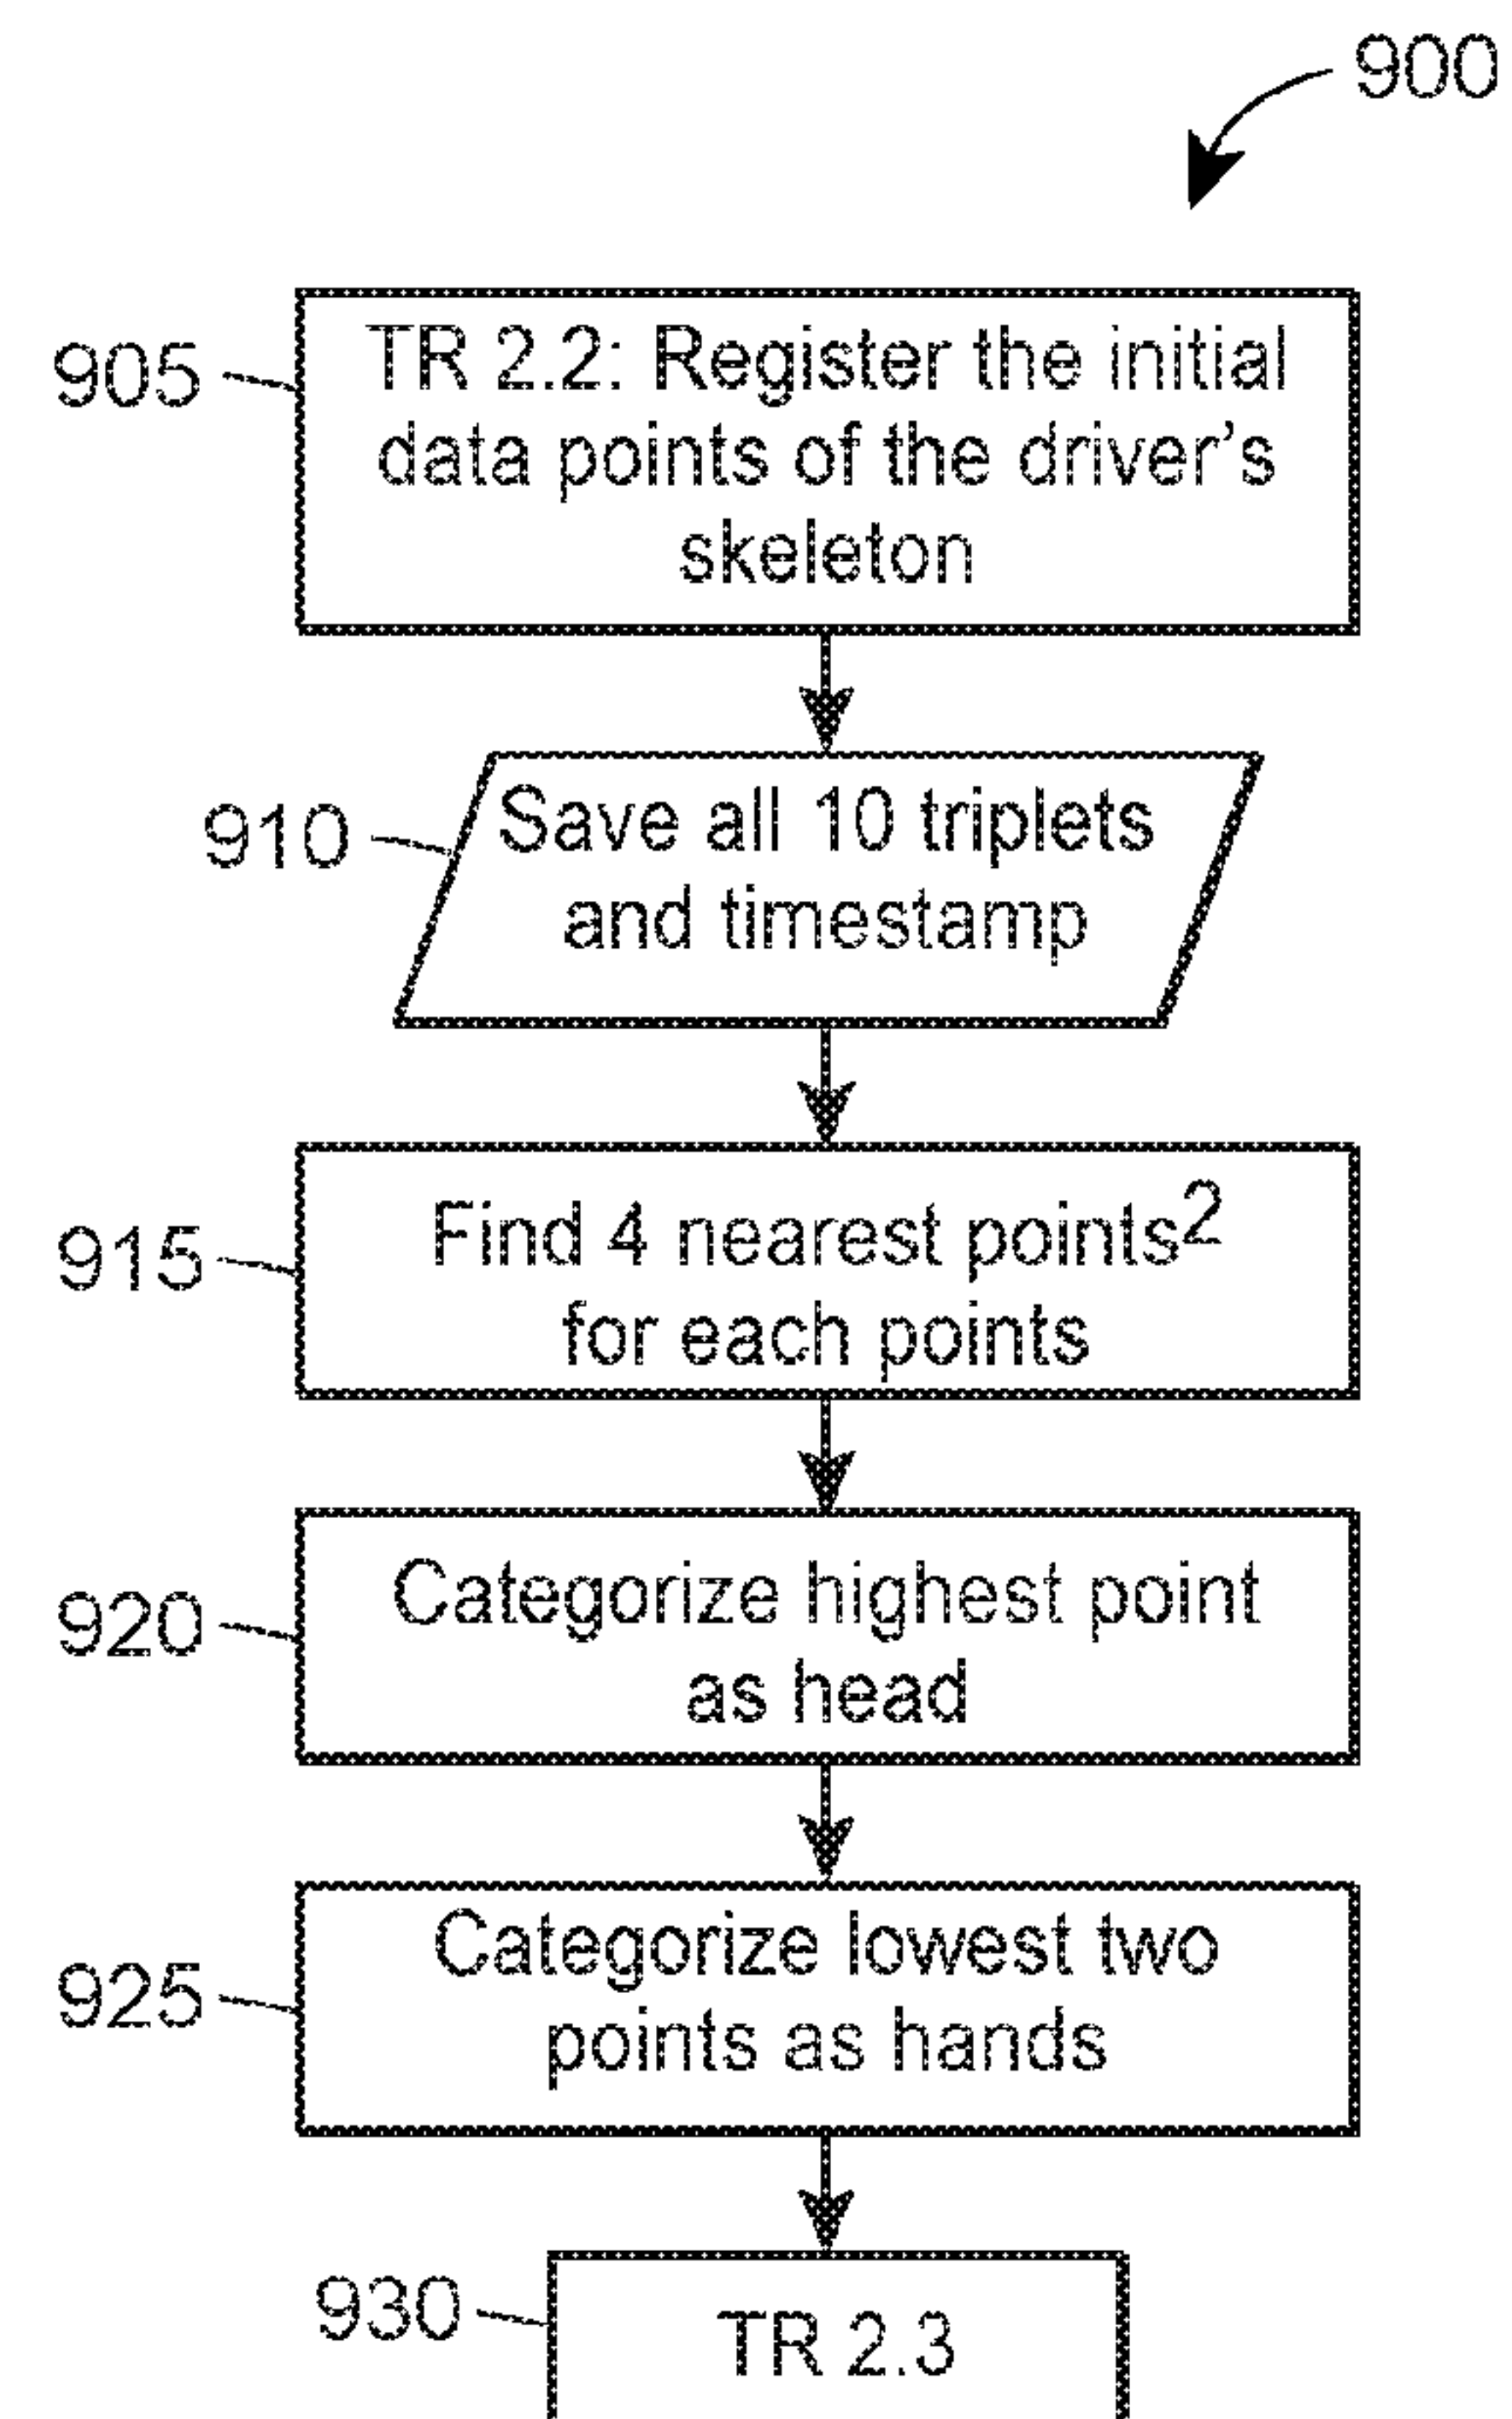 900
905
TR 2.2: Register the initial
data points of the driver's
skeleton
910
Save all 10 triplets
and timestamp
915
Find 4 nearest points2
for each points
920
Categorize highest point
as head
925
Categorize lowest two
points as hands
930
TR 2.3